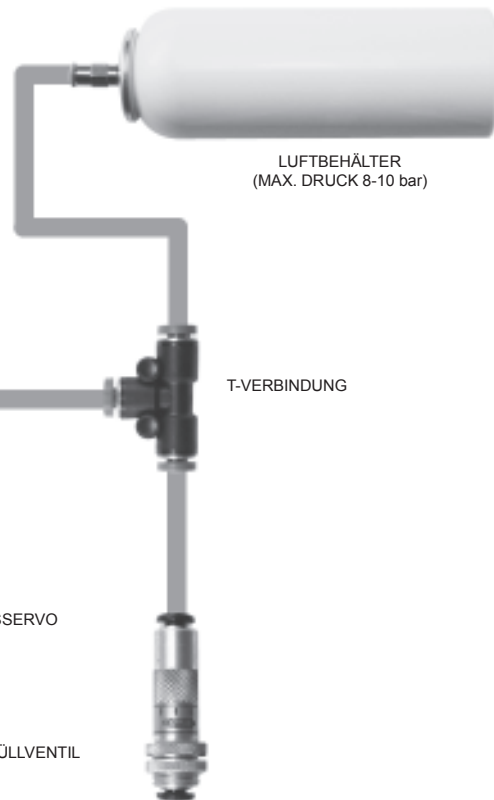 LUFTBEHÄLTER
(MAX. DRUCK 8-10 bar)
T-VERBINDUNG
SSERVO
ÜLLVENTIL